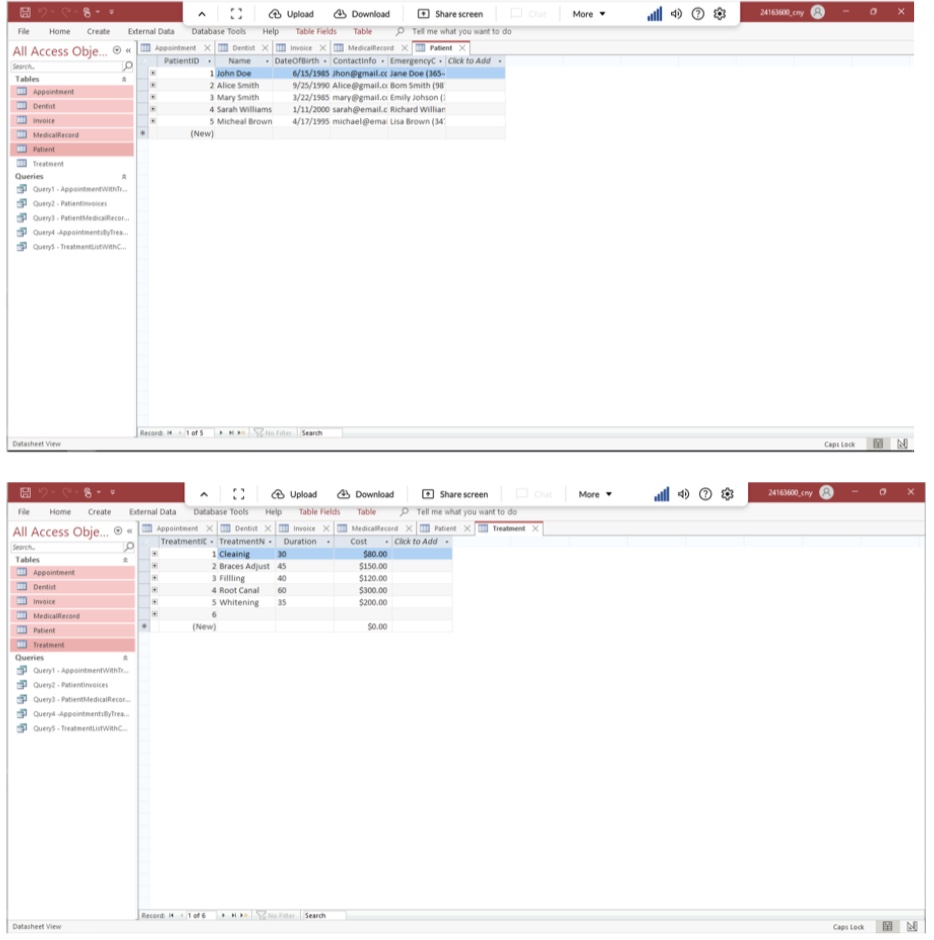 Upload Download Share screen Chat More 24163600_cny
File Home Create External Data Database Tools Help Table Fields Table Tell me what you want to do
All Access Obje... «
Appointment Dentist Invoice MedicalRecord Patient
Search..
PatientID Name DateOfBirth ContactInfo EmergencyC Click to Add
Tables
1 John Doe 6/15/1985 Jhon@gmail.cc Jane Doe (365-
Appointment
2 Alice Smith 9/25/1990 Alice@gmail.co Bom Smith (98
Dentist
3 Mary Smith 3/22/1985 mary@gmail.co Emily Johson (
Invoice
4 Sarah Williams 1/11/2000 sarah@email.c Richard Willian
MedicalRecord
5 Micheal Brown 4/17/1995 michael@emai Lisa Brown (34
(New)
Patient
Treatment
Queries
Query1 - AppointmentWithTr...
Query2 - PatientInvoices
Query3 - PatientMedicalRecor...
Query4 -AppointmentsByTrea...
Query5 - TreatmentListWithC...
Record: 1 of 5 No Filter Search
Datasheet View Caps Lock
Upload Download Share screen Chat More 24163600_cny
File Home Create External Data Database Tools Help Table Fields Table Tell me what you want to do
All Access Obje... «
Appointment Dentist Invoice MedicalRecord Patient Treatment
Search..
TreatmentIC TreatmentN Duration Cost Click to Add
Tables
1 Cleainig 30 $80.00
Appointment
2 Braces Adjust 45 $150.00
Dentist
3 Fillling 40 $120.00
Invoice
4 Root Canal 60 $300.00
MedicalRecord
5 Whitening 35 $200.00
6
Patient
(New) $0.00
Treatment
Queries
Query1 - AppointmentWithTr...
Query2 - PatientInvoices
Query3 - PatientMedicalRecor...
Query4 -AppointmentsByTrea...
Query5 - TreatmentListWithC...
Record: 1 of 6 No Filter Search
Datasheet View Caps Lock